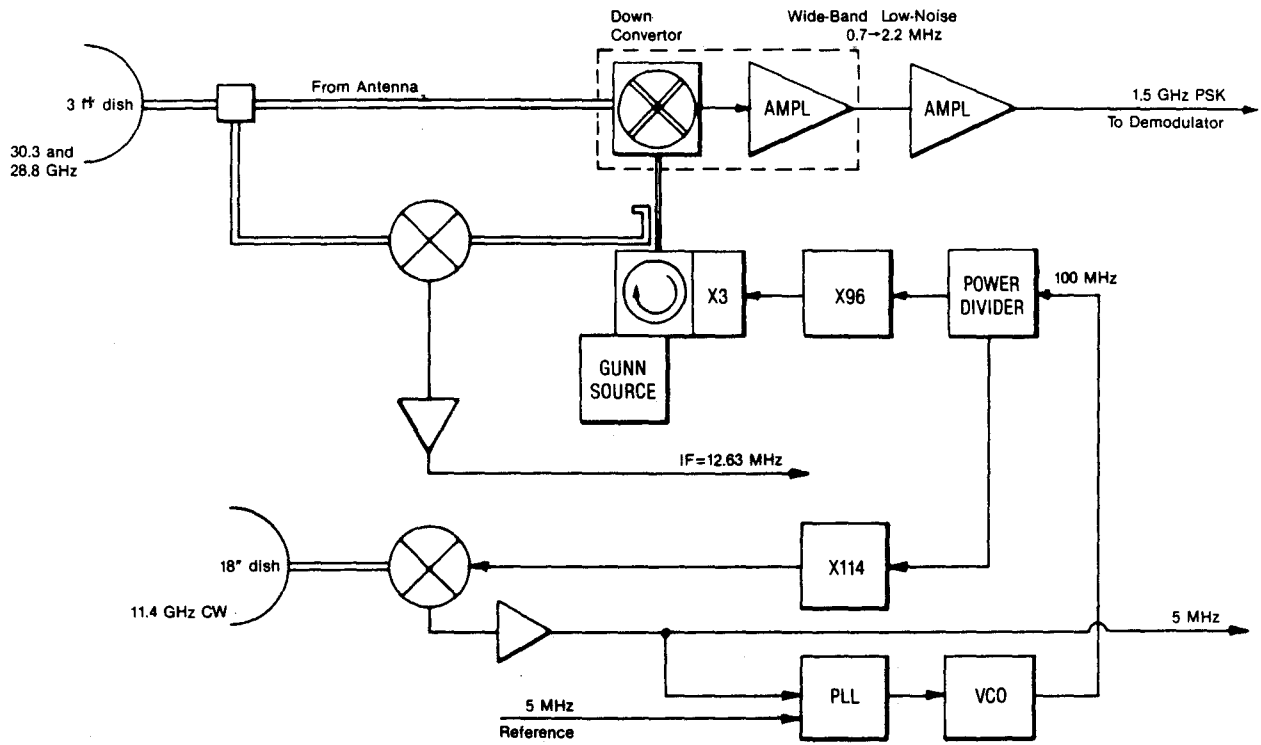 Down
Convertor
Wide-Band Low-Noise
0.7→2.2 MHz
3 ft dish
From Antenna
AMPL
AMPL
1.5 GHz PSK
To Demodulator
30.3 and
28.8 GHz
X3
X96
POWER
DIVIDER
100 MHz
GUNN
SOURCE
IF=12.63 MHz
18" dish
X114
11.4 GHz CW
5 MHz
PLL
VCO
5 MHz
Reference